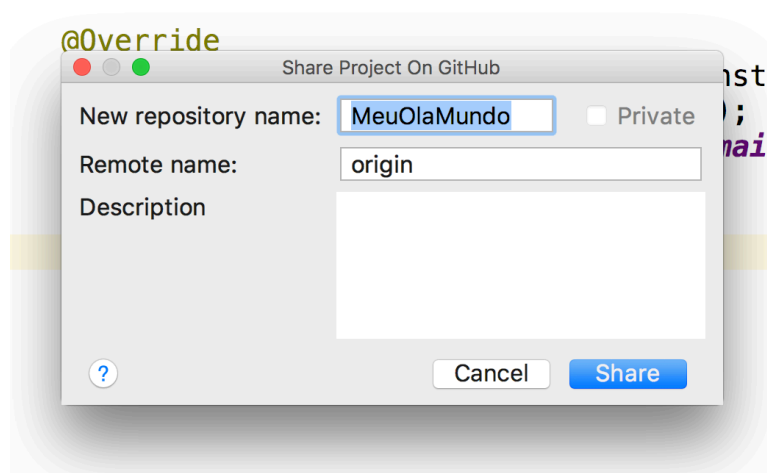 @Override
Share Project On GitHub
New repository name: MeuOlaMundo Private
Remote name: origin
Description
? Cancel Share
);